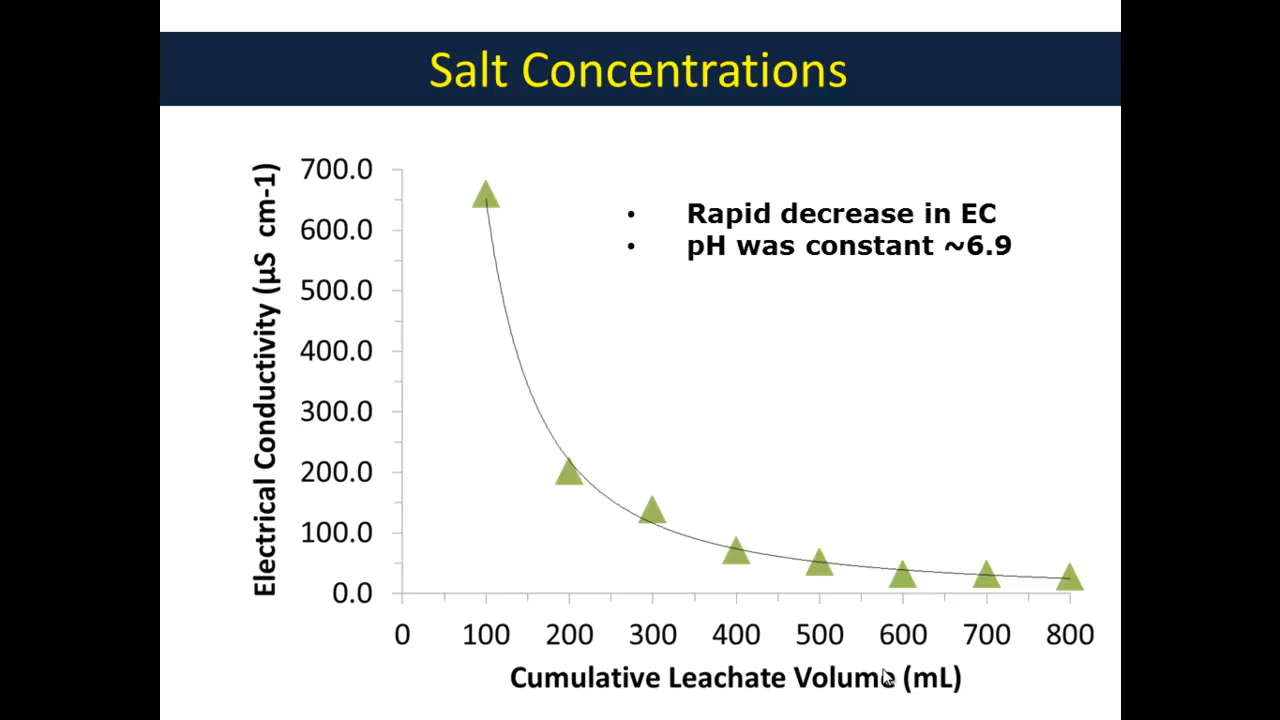 Salt Concentrations
• Rapid decrease in EC
• pH was constant ~6.9
Electrical Conductivity (µS cm-1)
700.0
600.0
500.0
400.0
300.0
200.0
100.0
0.0
0 100 200 300 400 500 600 700 800
Cumulative Leachate Volume (mL)